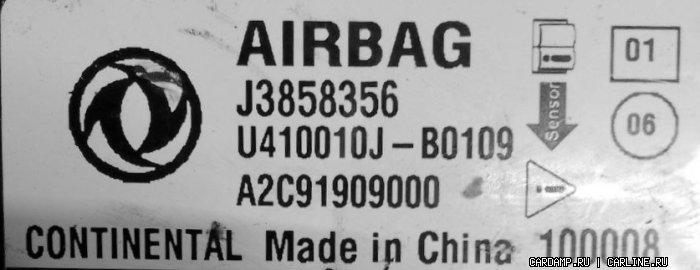 AIRBAG
J3858356
U410010J-B0109
A2C91909000
CONTINENTAL Made in China 100008
01
Sensor
06
CARDAMP.RU | CARLINE.RU